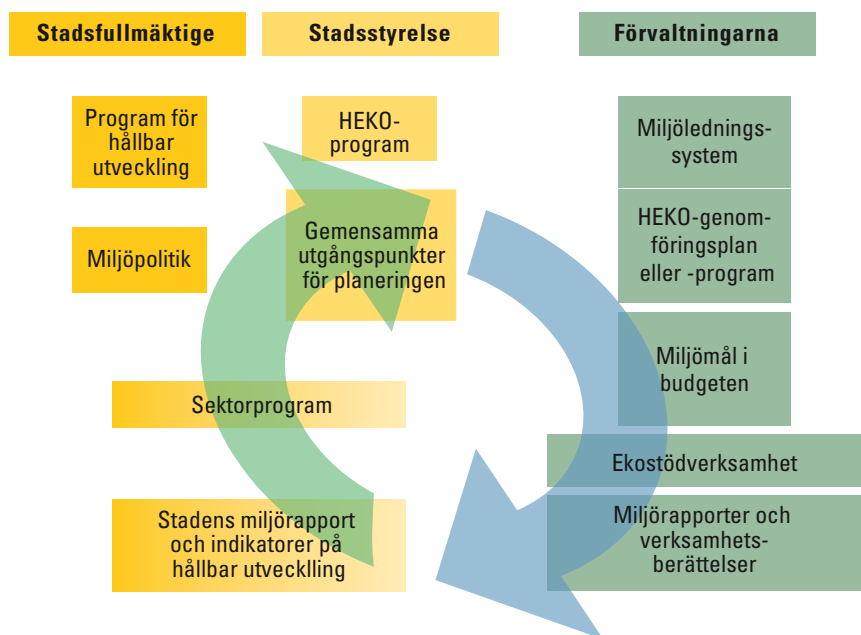 Stadsfullmäktige
Stadsstyrelse
Förvaltningarna
Program för
hållbar
utveckling
Miljöpolitik
HEKO-
program
Gemensamma
utgångspunkter
för planeringen
Sektorprogram
Stadens miljörapport
och indikatorer på
hållbar utvecklling
Miljölednings-
system
HEKO-genom-
föringsplan
eller -program
Miljömål i
budgeten
Ekostödverksamhet
Miljörapporter och
verksamhets-
berättelser